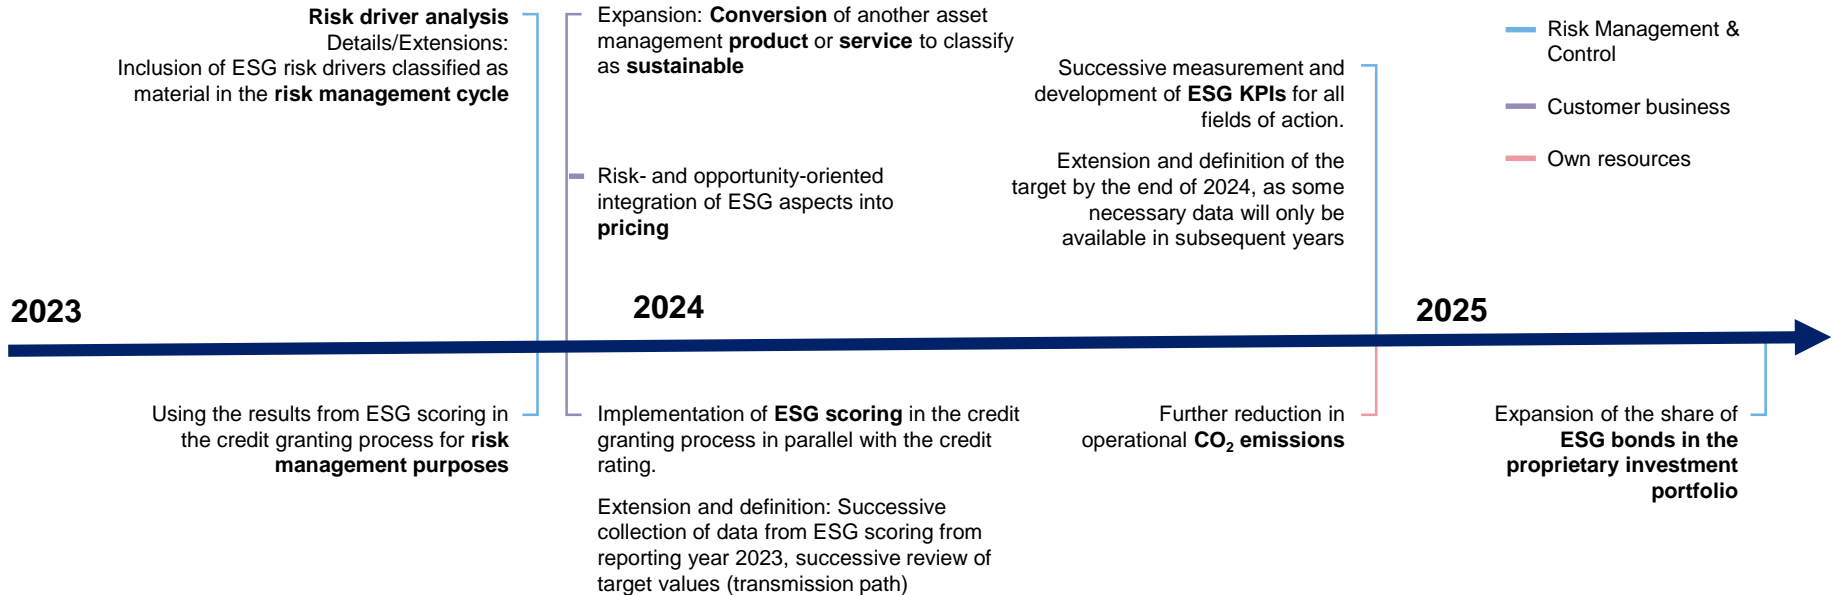 Risk driver analysis
Details/Extensions:
Inclusion of ESG risk drivers classified as
material in the risk management cycle
Expansion: Conversion of another asset
management product or service to classify
as sustainable
Risk- and opportunity-oriented
integration of ESG aspects into
pricing
Successive measurement and
development of ESG KPIs for all
fields of action.
Extension and definition of the
target by the end of 2024, as some
necessary data will only be
available in subsequent years
Risk Management &
Control
Customer business
Own resources
2023
2024
2025
Using the results from ESG scoring in
the credit granting process for risk
management purposes
Implementation of ESG scoring in the credit
granting process in parallel with the credit
rating.
Extension and definition: Successive
collection of data from ESG scoring from
reporting year 2023, successive review of
target values (transmission path)
Further reduction in
operational CO₂ emissions
Expansion of the share of
ESG bonds in the
proprietary investment
portfolio